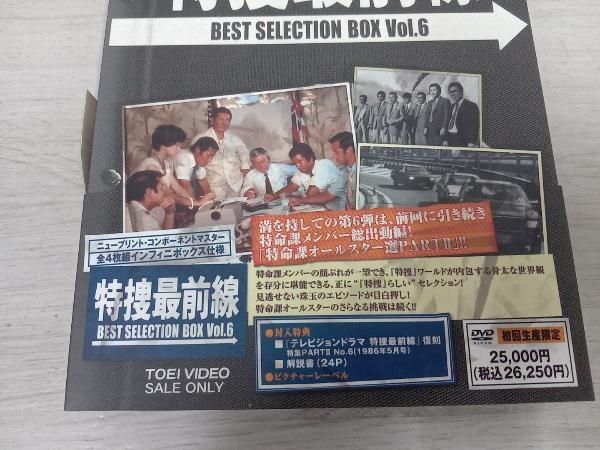 特捜最前線
BEST SELECTION BOX Vol.6
満を持しての第6弾は、前回に引き続き
特命課メンバー総出動編!
「特命課オールスター選PARTII」!!
ニュープリント・コンポーネントマスター
全4枚組インフィニボックス仕様
特命課メンバーの顔ぶれが一望でき、「特捜」ワールドが内包する骨太な世界観
を存分に堪能できる、正に“「特捜」らしい”セレクション!
見逃せない珠玉のエピソードが目白押し!
特命課オールスターのさらなる挑戦は続く!!
特捜最前線
BEST SELECTION BOX Vol.6
●封入特典
■「テレビジョンドラマ 特捜最前線」復刻
特集PARTII No.6(1986年5月号)
■解説書(24P)
●ピクチャーレーベル
DVD VIDEO
初回生産限定
25,000円
(税込26,250円)
TOEI VIDEO
SALE ONLY